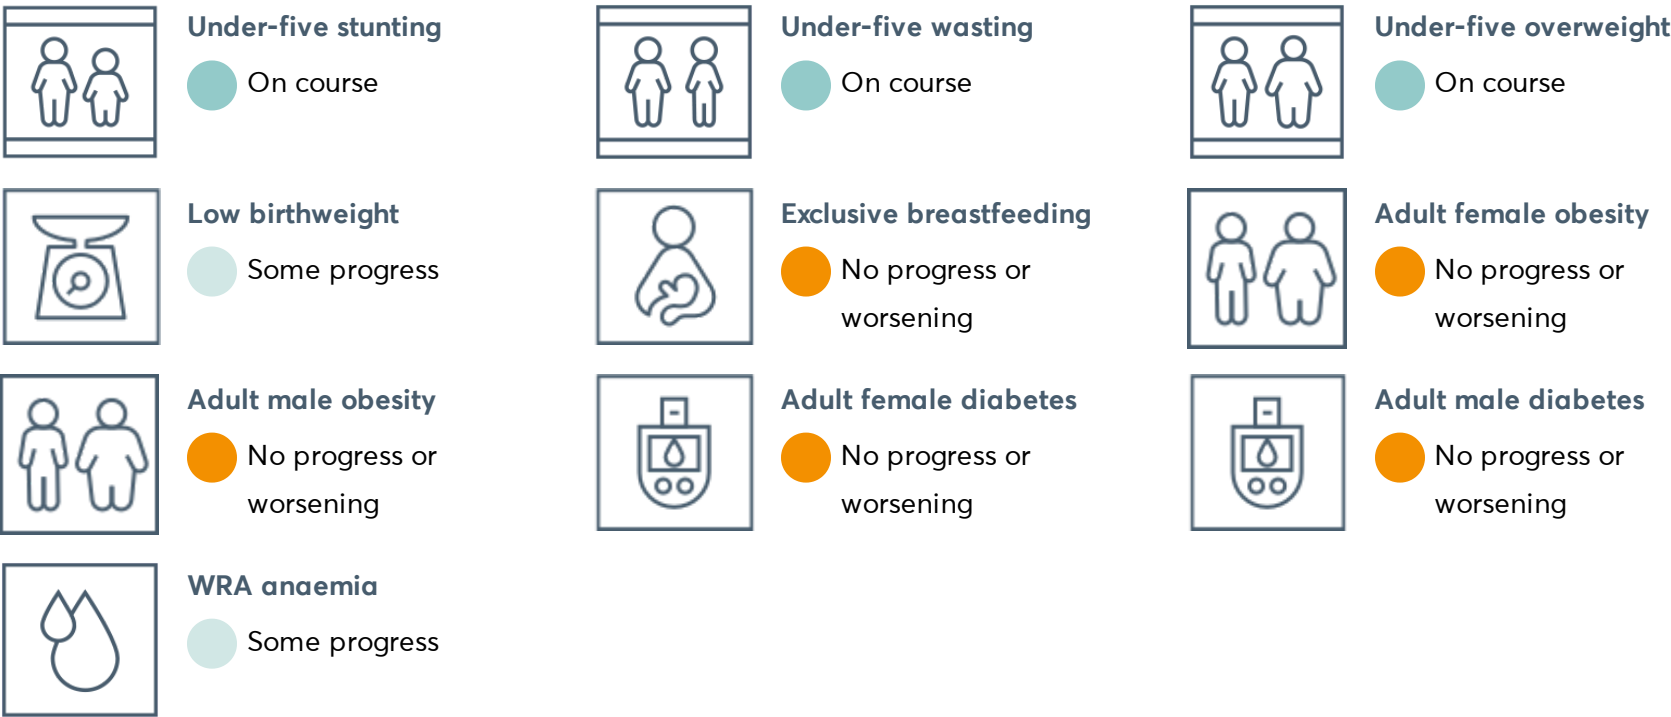 Under-five stunting
On course
Under-five wasting
On course
Under-five overweight
On course
Low birthweight
Some progress
Exclusive breastfeeding
No progress or
worsening
Adult female obesity
No progress or
worsening
Adult male obesity
No progress or
worsening
Adult female diabetes
No progress or
worsening
Adult male diabetes
No progress or
worsening
WRA anaemia
Some progress